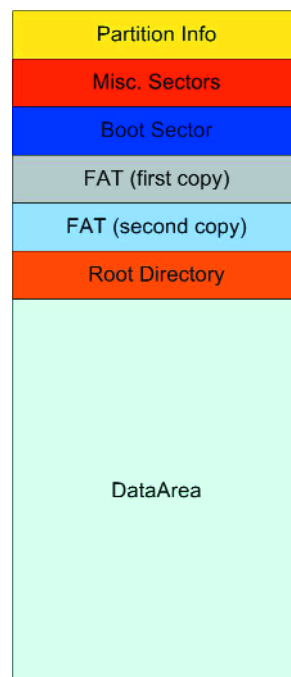 Partition Info
Misc. Sectors
Boot Sector
FAT (first copy)
FAT (second copy)
Root Directory
DataArea